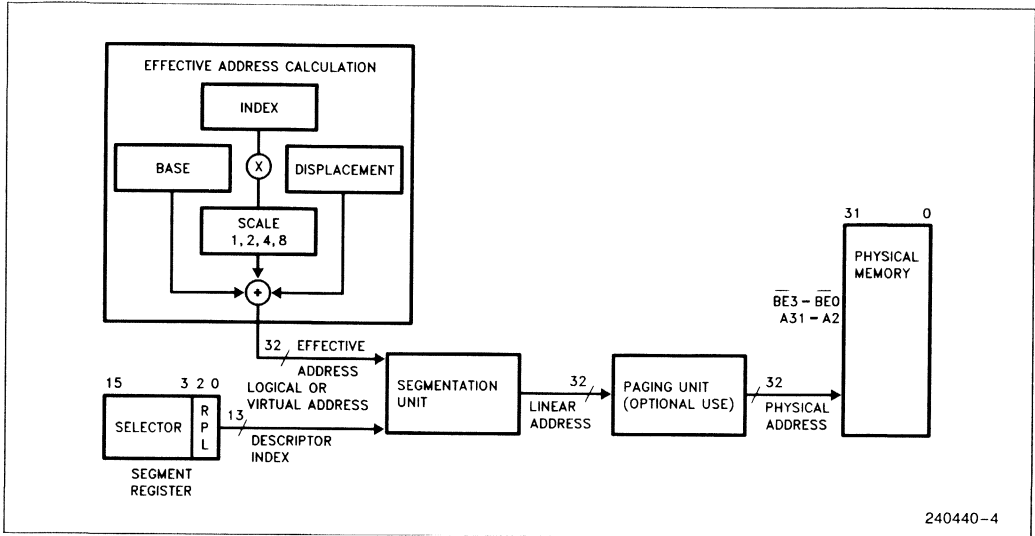 EFFECTIVE ADDRESS CALCULATION
INDEX
BASE
X
DISPLACEMENT
SCALE
1, 2, 4, 8
+
32 EFFECTIVE
ADDRESS
LOGICAL OR
VIRTUAL ADDRESS
15 3 2 0
SELECTOR
R
P
L
13
DESCRIPTOR
INDEX
SEGMENT
REGISTER
SEGMENTATION
UNIT
32
LINEAR
ADDRESS
PAGING UNIT
(OPTIONAL USE)
32
PHYSICAL
ADDRESS
31 0
PHYSICAL
MEMORY
B̅E̅3 – B̅E̅0
A31 – A2
240440-4